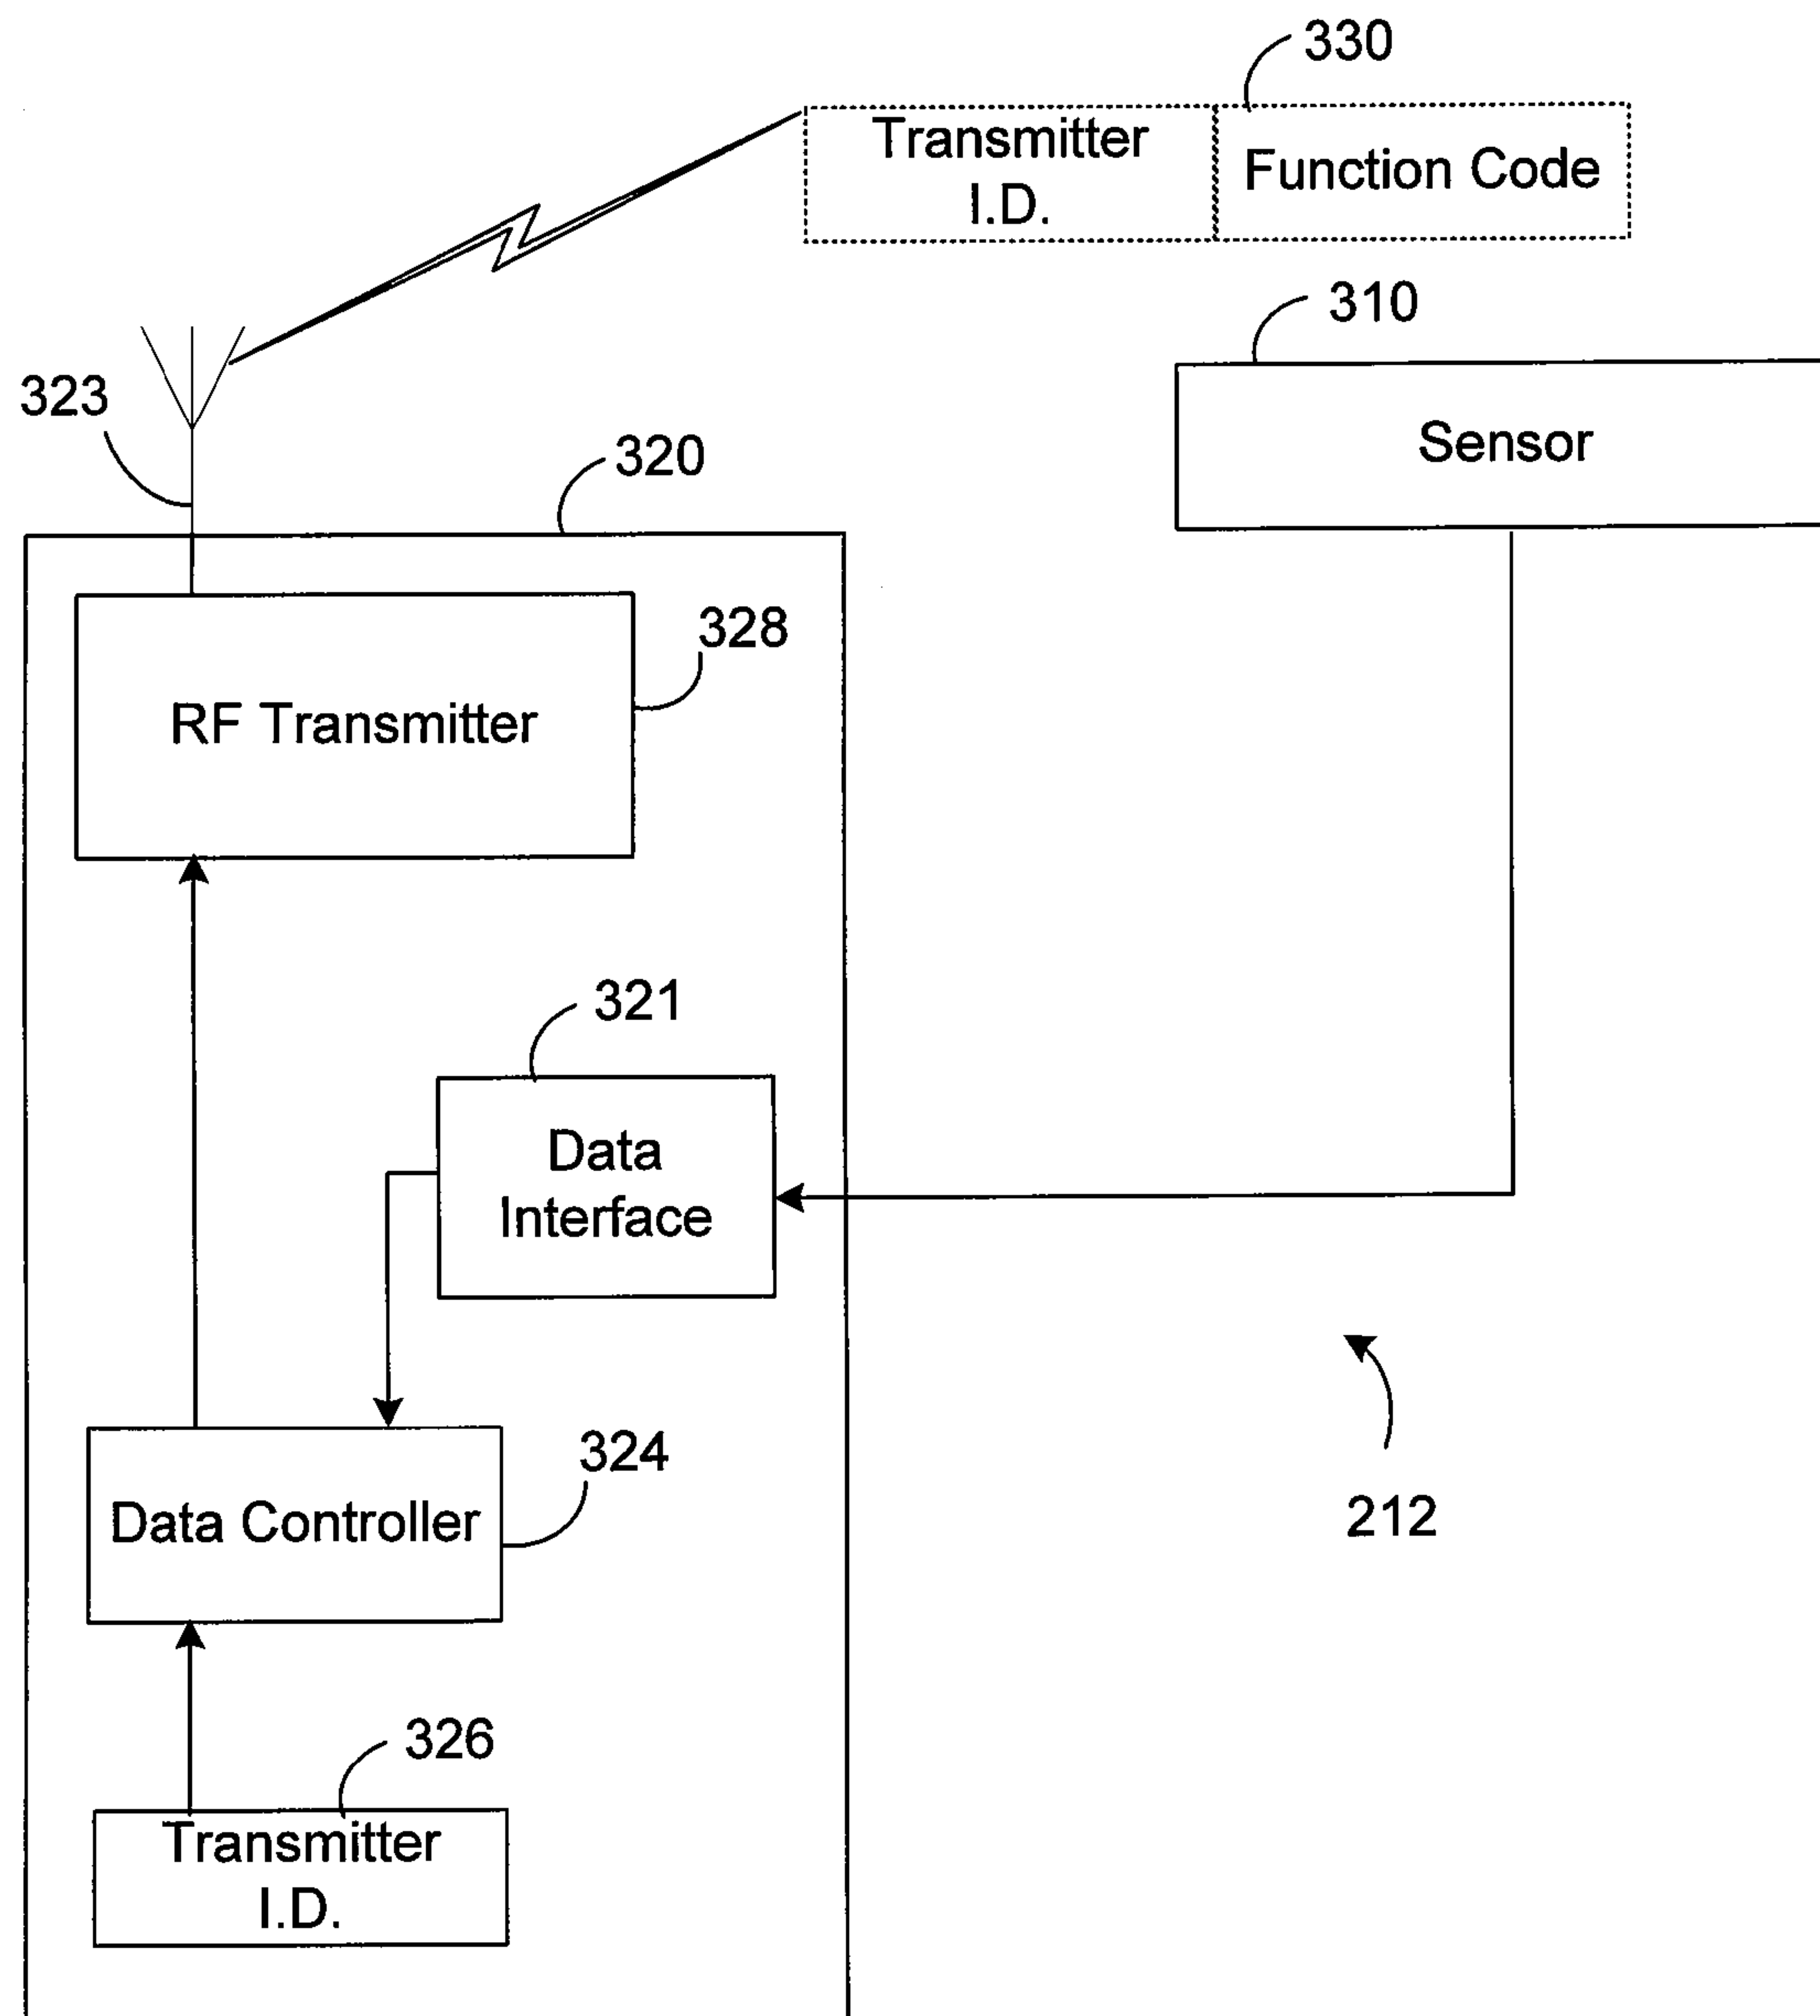 330
Transmitter
I.D.
Function Code
310
Sensor
323
320
328
RF Transmitter
321
Data
Interface
324
Data Controller
212
326
Transmitter
I.D.